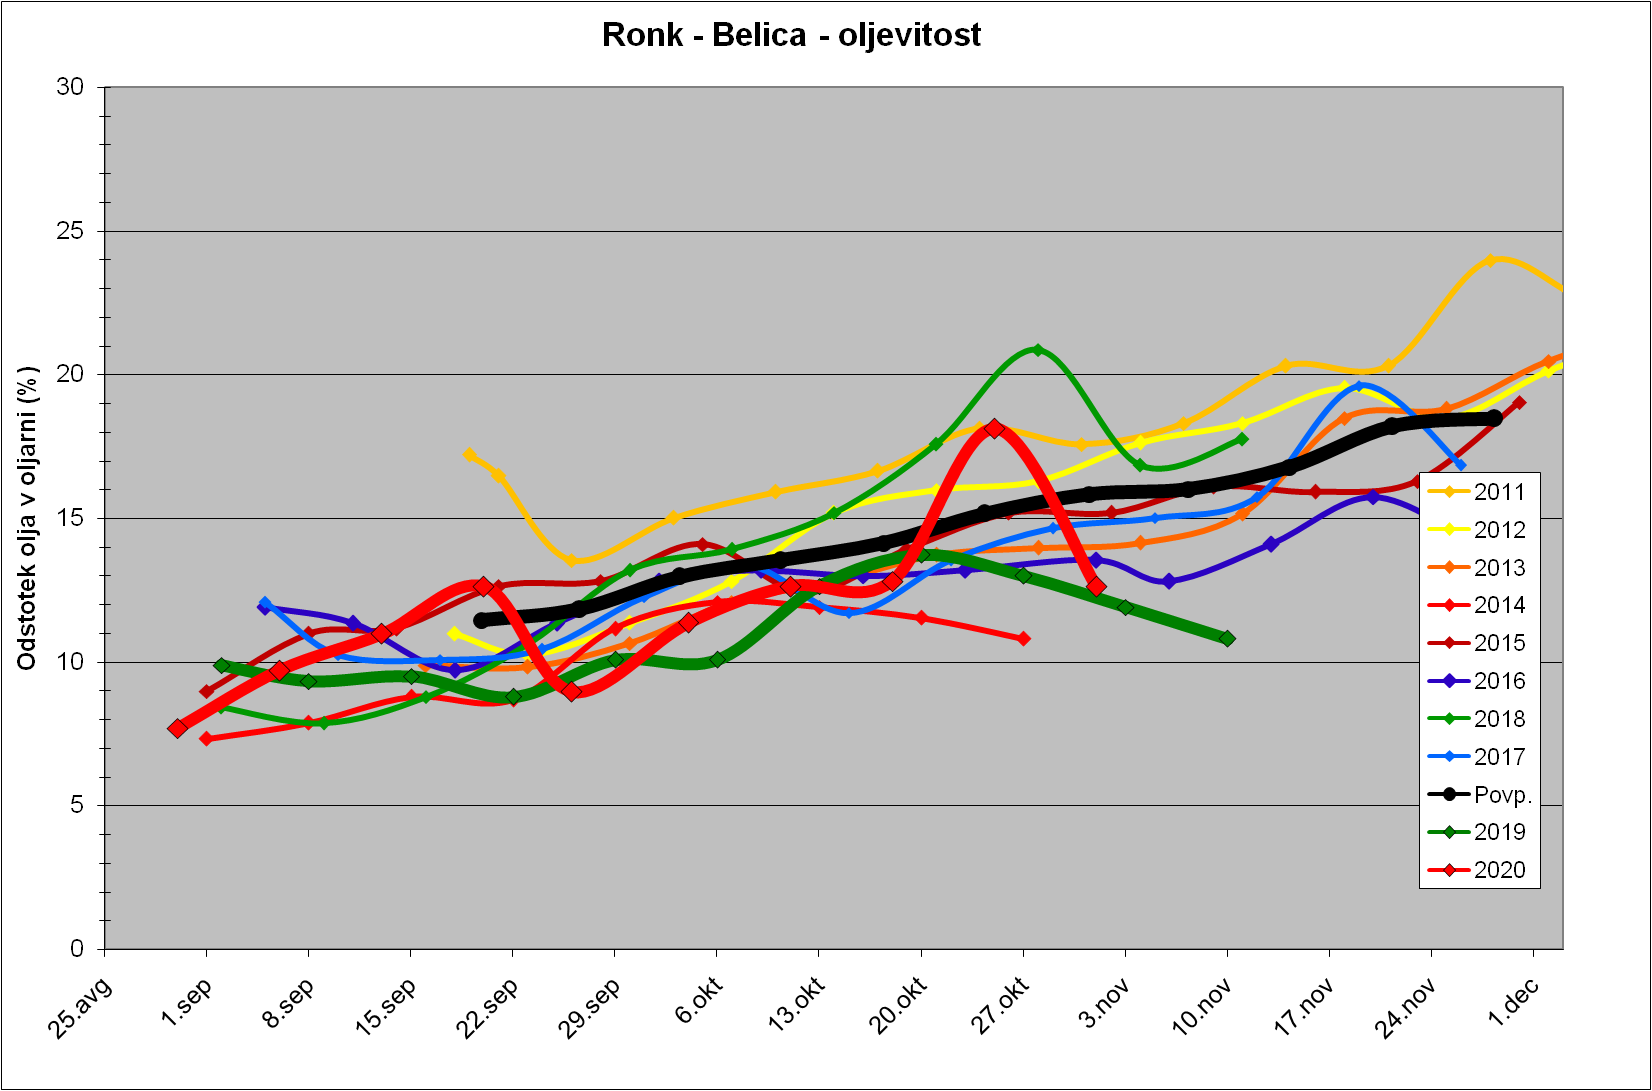 Ronk - Belica - oljevitost
Odstotek olja v oljarni (%)
30
25
20
15
10
5
0
25.avg
1.sep
8.sep
15.sep
22.sep
29.sep
6.okt
13.okt
20.okt
27.okt
3.nov
10.nov
17.nov
24.nov
1.dec
2011
2012
2013
2014
2015
2016
2018
2017
Povp.
2019
2020